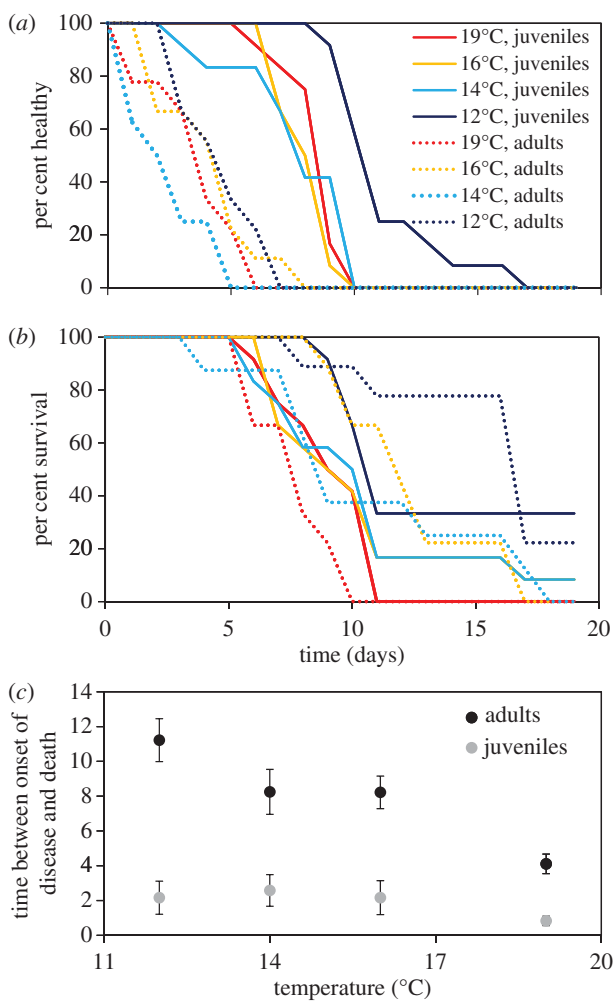 (a)
per cent healthy
100
80
60
40
20
0
19°C, juveniles
16°C, juveniles
14°C, juveniles
12°C, juveniles
19°C, adults
16°C, adults
14°C, adults
12°C, adults
(b)
per cent survival
100
80
60
40
20
0
0 5 10 15 20
time (days)
(c)
time between onset of
disease and death
14
12
10
8
6
4
2
0
adults
juveniles
11 14 17 20
temperature (°C)